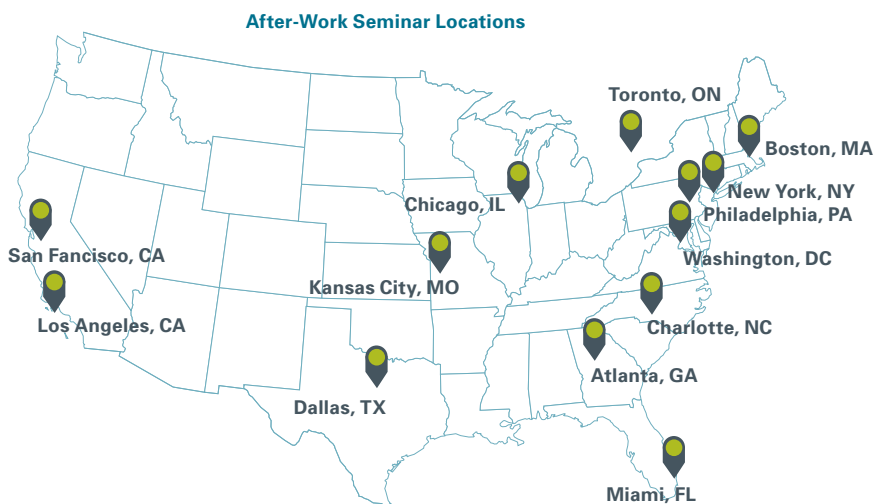 After-Work Seminar Locations
Toronto, ON
Boston, MA
Chicago, IL
New York, NY
Philadelphia, PA
San Fancisco, CA
Washington, DC
Kansas City, MO
Los Angeles, CA
Charlotte, NC
Atlanta, GA
Dallas, TX
Miami, FL